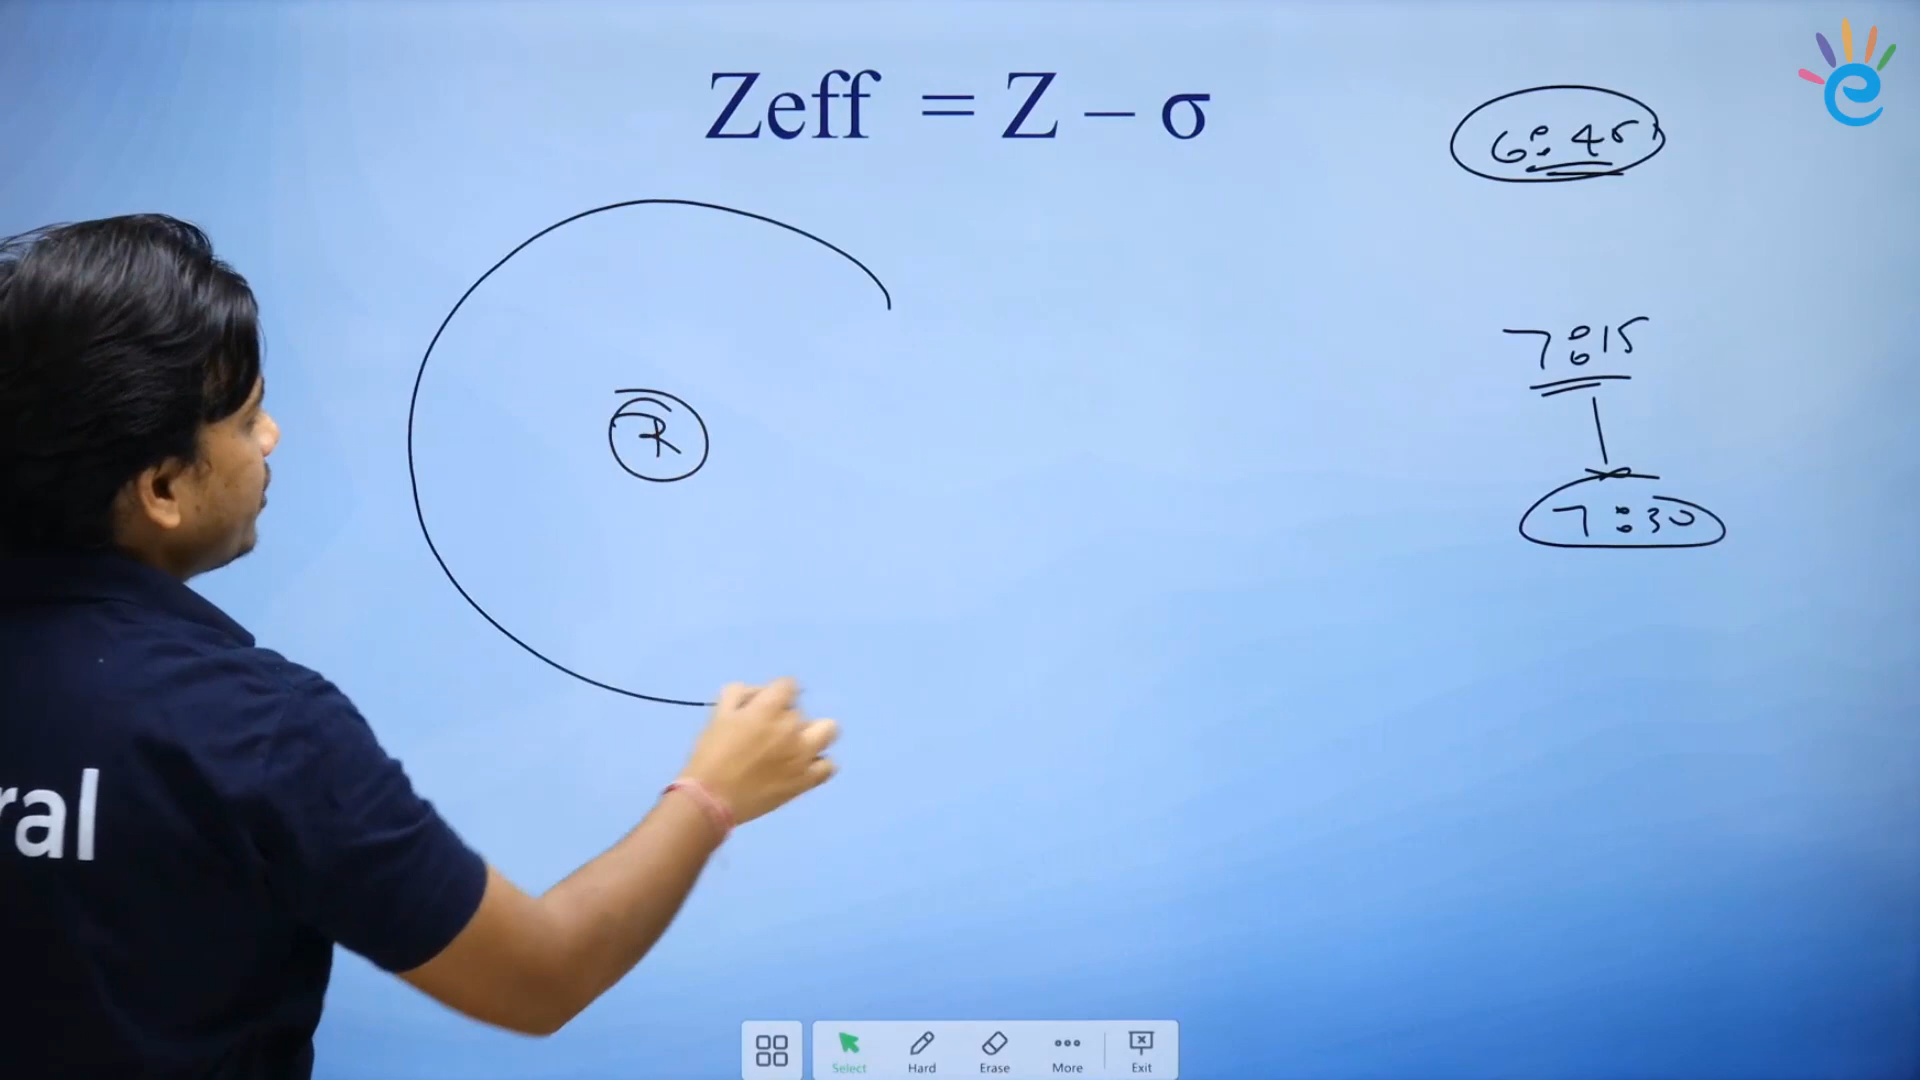 Zeff = Z – σ
6:45
7:15
7:30
ral
Select Hard Erase More Exit